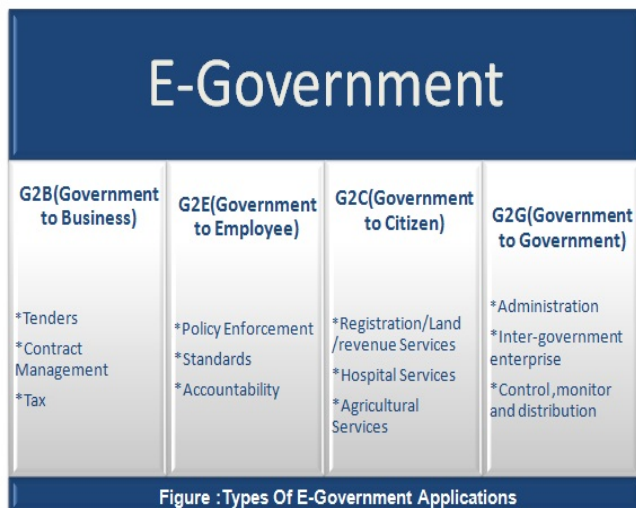 E-Government
G2B(Government
to Business)
*Tenders
*Contract
Management
*Tax
G2E(Government
to Employee)
*Policy Enforcement
*Standards
*Accountability
G2C(Government
to Citizen)
*Registration/Land
/revenue Services
*Hospital Services
*Agricultural
Services
G2G(Government
to Government)
*Administration
*Inter-government
enterprise
*Control ,monitor
and distribution
Figure :Types Of E-Government Applications